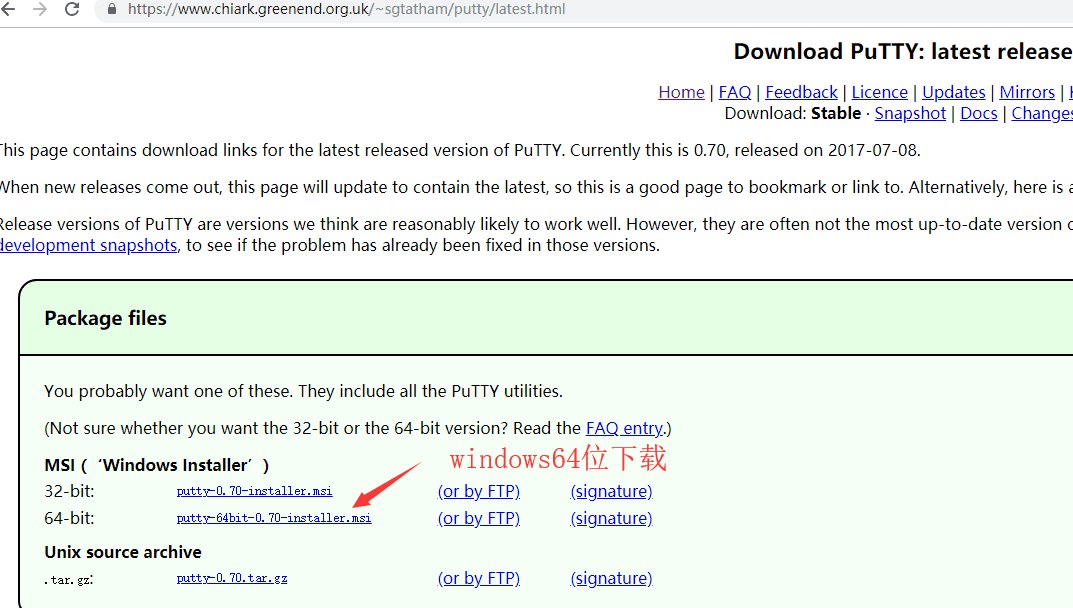 https://www.chiark.greenend.org.uk/~sgtatham/putty/latest.html
Download PuTTY: latest release
Home | FAQ | Feedback | Licence | Updates | Mirrors |
Download: Stable · Snapshot | Docs | Changes
This page contains download links for the latest released version of PuTTY. Currently this is 0.70, released on 2017-07-08.
When new releases come out, this page will update to contain the latest, so this is a good page to bookmark or link to. Alternatively, here is a
Release versions of PuTTY are versions we think are reasonably likely to work well. However, they are often not the most up-to-date version o
development snapshots, to see if the problem has already been fixed in those versions.
Package files
You probably want one of these. They include all the PuTTY utilities.
(Not sure whether you want the 32-bit or the 64-bit version? Read the FAQ entry.)
windows64位下载
MSI (‘Windows Installer’)
32-bit: putty-0.70-installer.msi (or by FTP) (signature)
64-bit: putty-64bit-0.70-installer.msi (or by FTP) (signature)
Unix source archive
.tar.gz: putty-0.70.tar.gz (or by FTP) (signature)